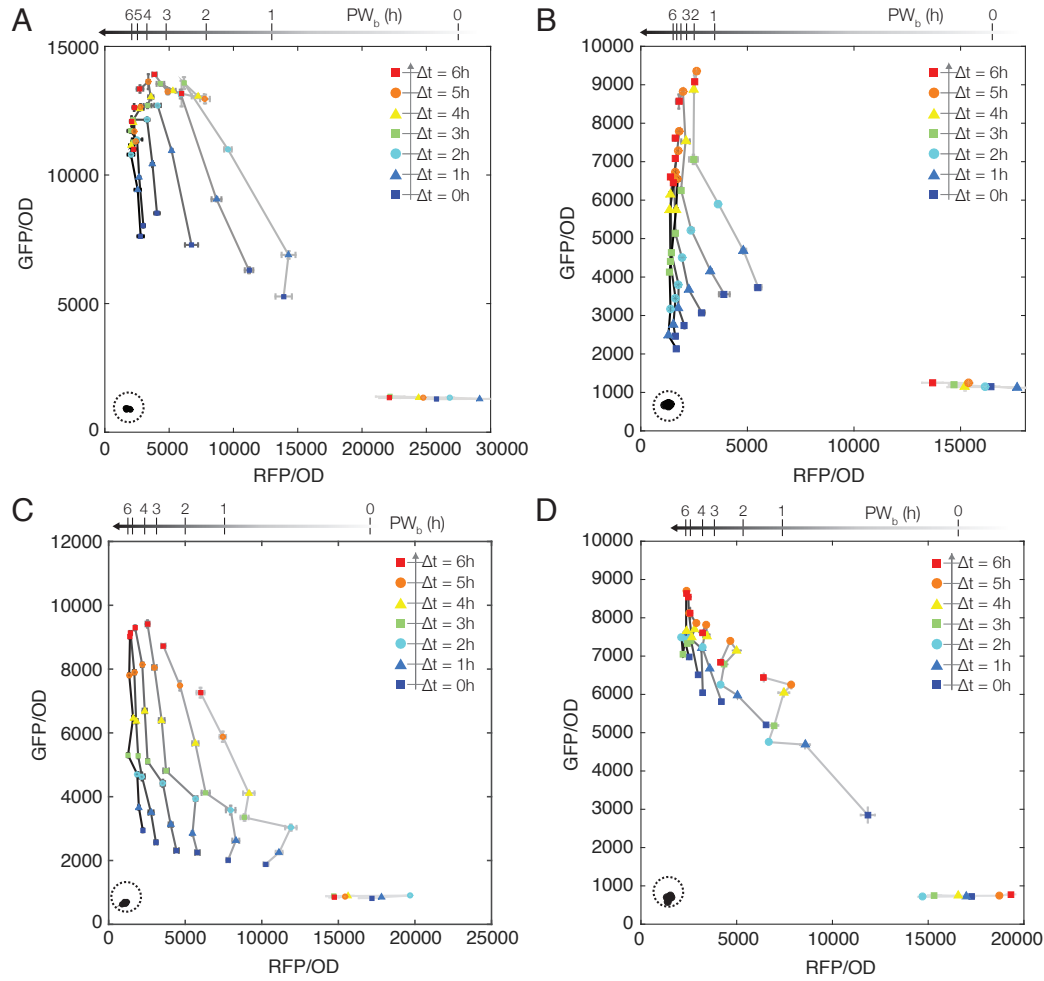 A
6 5 4 3 2 1 PW_b (h) 0
15000
10000
5000
0
GFP/OD
Δt = 6h
Δt = 5h
Δt = 4h
Δt = 3h
Δt = 2h
Δt = 1h
Δt = 0h
0 5000 10000 15000 20000 25000 30000
RFP/OD
B
6 3 2 1 PW_b (h) 0
10000
9000
8000
7000
6000
5000
4000
3000
2000
1000
0
GFP/OD
Δt = 6h
Δt = 5h
Δt = 4h
Δt = 3h
Δt = 2h
Δt = 1h
Δt = 0h
0 5000 10000 15000
RFP/OD
C
6 4 3 2 1 0 PW_b (h)
12000
10000
8000
6000
4000
2000
0
GFP/OD
Δt = 6h
Δt = 5h
Δt = 4h
Δt = 3h
Δt = 2h
Δt = 1h
Δt = 0h
0 5000 10000 15000 20000 25000
RFP/OD
D
6 4 3 2 1 PW_b (h) 0
10000
9000
8000
7000
6000
5000
4000
3000
2000
1000
0
GFP/OD
Δt = 6h
Δt = 5h
Δt = 4h
Δt = 3h
Δt = 2h
Δt = 1h
Δt = 0h
0 5000 10000 15000 20000
RFP/OD